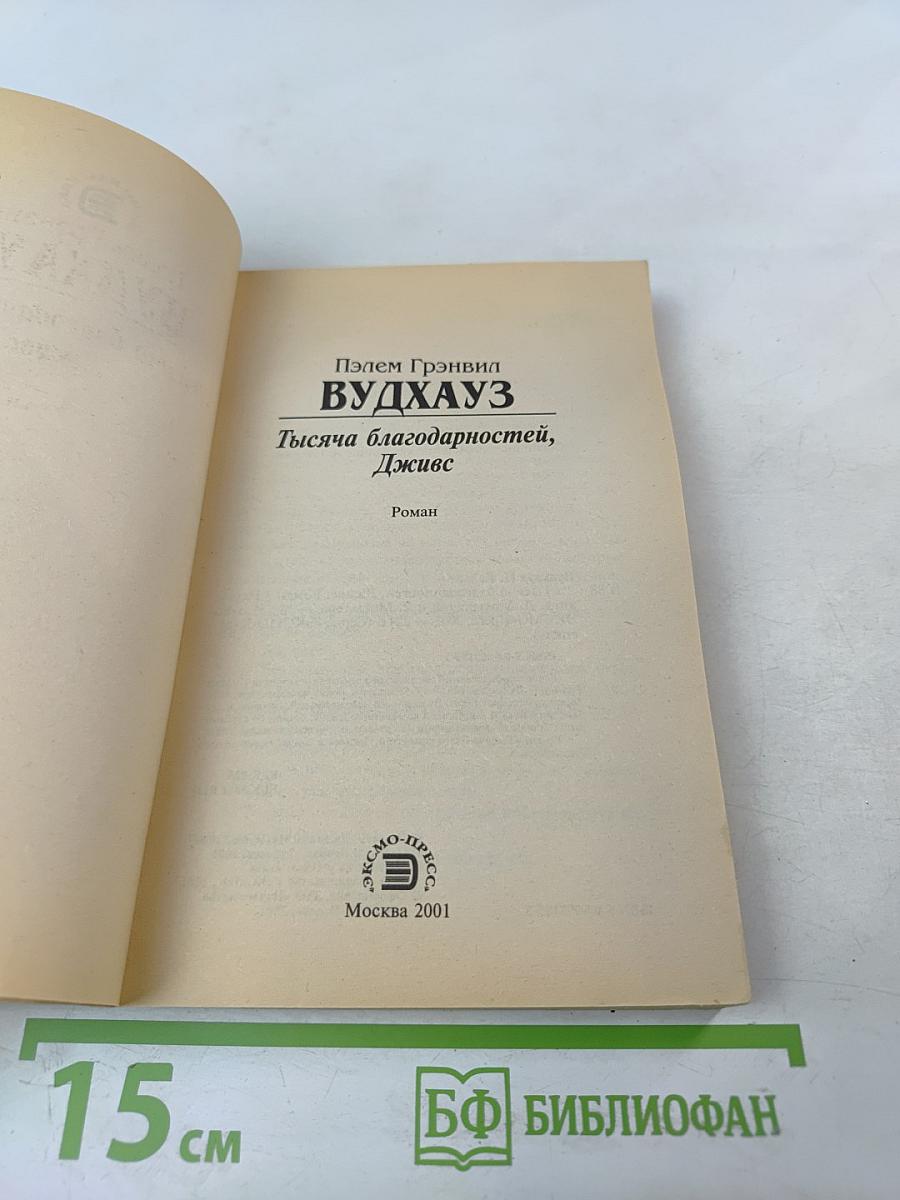 Пэлем Грэнвил
ВУДХАУЗ
Тысяча благодарностей,
Дживс
Роман
«ЭКСМО-ПРЕСС»
Москва 2001
15 см
БФ БИБЛИОФАН